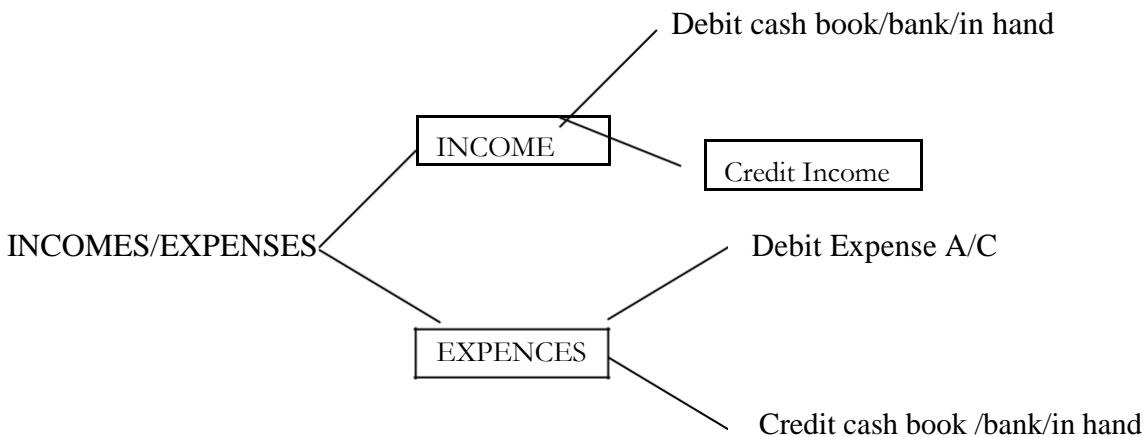 Debit cash book/bank/in hand
INCOME
Credit Income
INCOMES/EXPENSES
Debit Expense A/C
EXPENCES
Credit cash book /bank/in hand